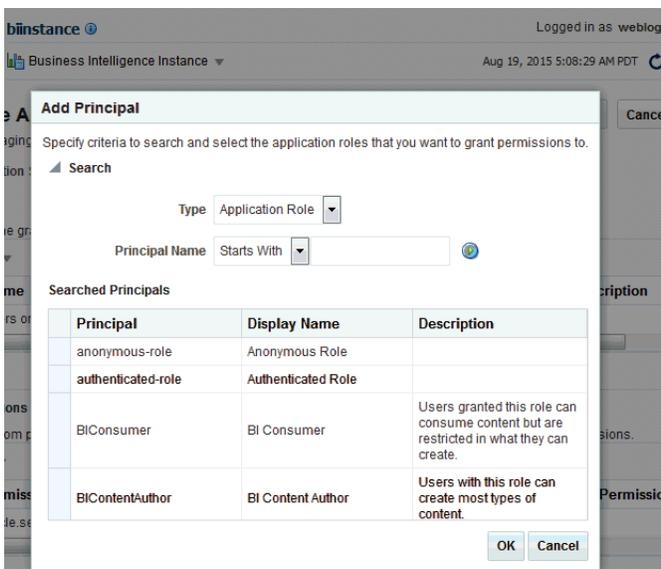 biinstance
Logged in as weblog
Business Intelligence Instance
Aug 19, 2015 5:08:29 AM PDT
Add Principal
Cance
Specify criteria to search and select the application roles that you want to grant permissions to.
Search
Type Application Role
Principal Name Starts With
Searched Principals
Principal Display Name Description
cription
anonymous-role Anonymous Role
authenticated-role Authenticated Role
BIConsumer BI Consumer Users granted this role can
consume content but are
restricted in what they can
create.
sions.
BIContentAuthor BI Content Author Users with this role can
create most types of
content.
Permissio
OK Cancel